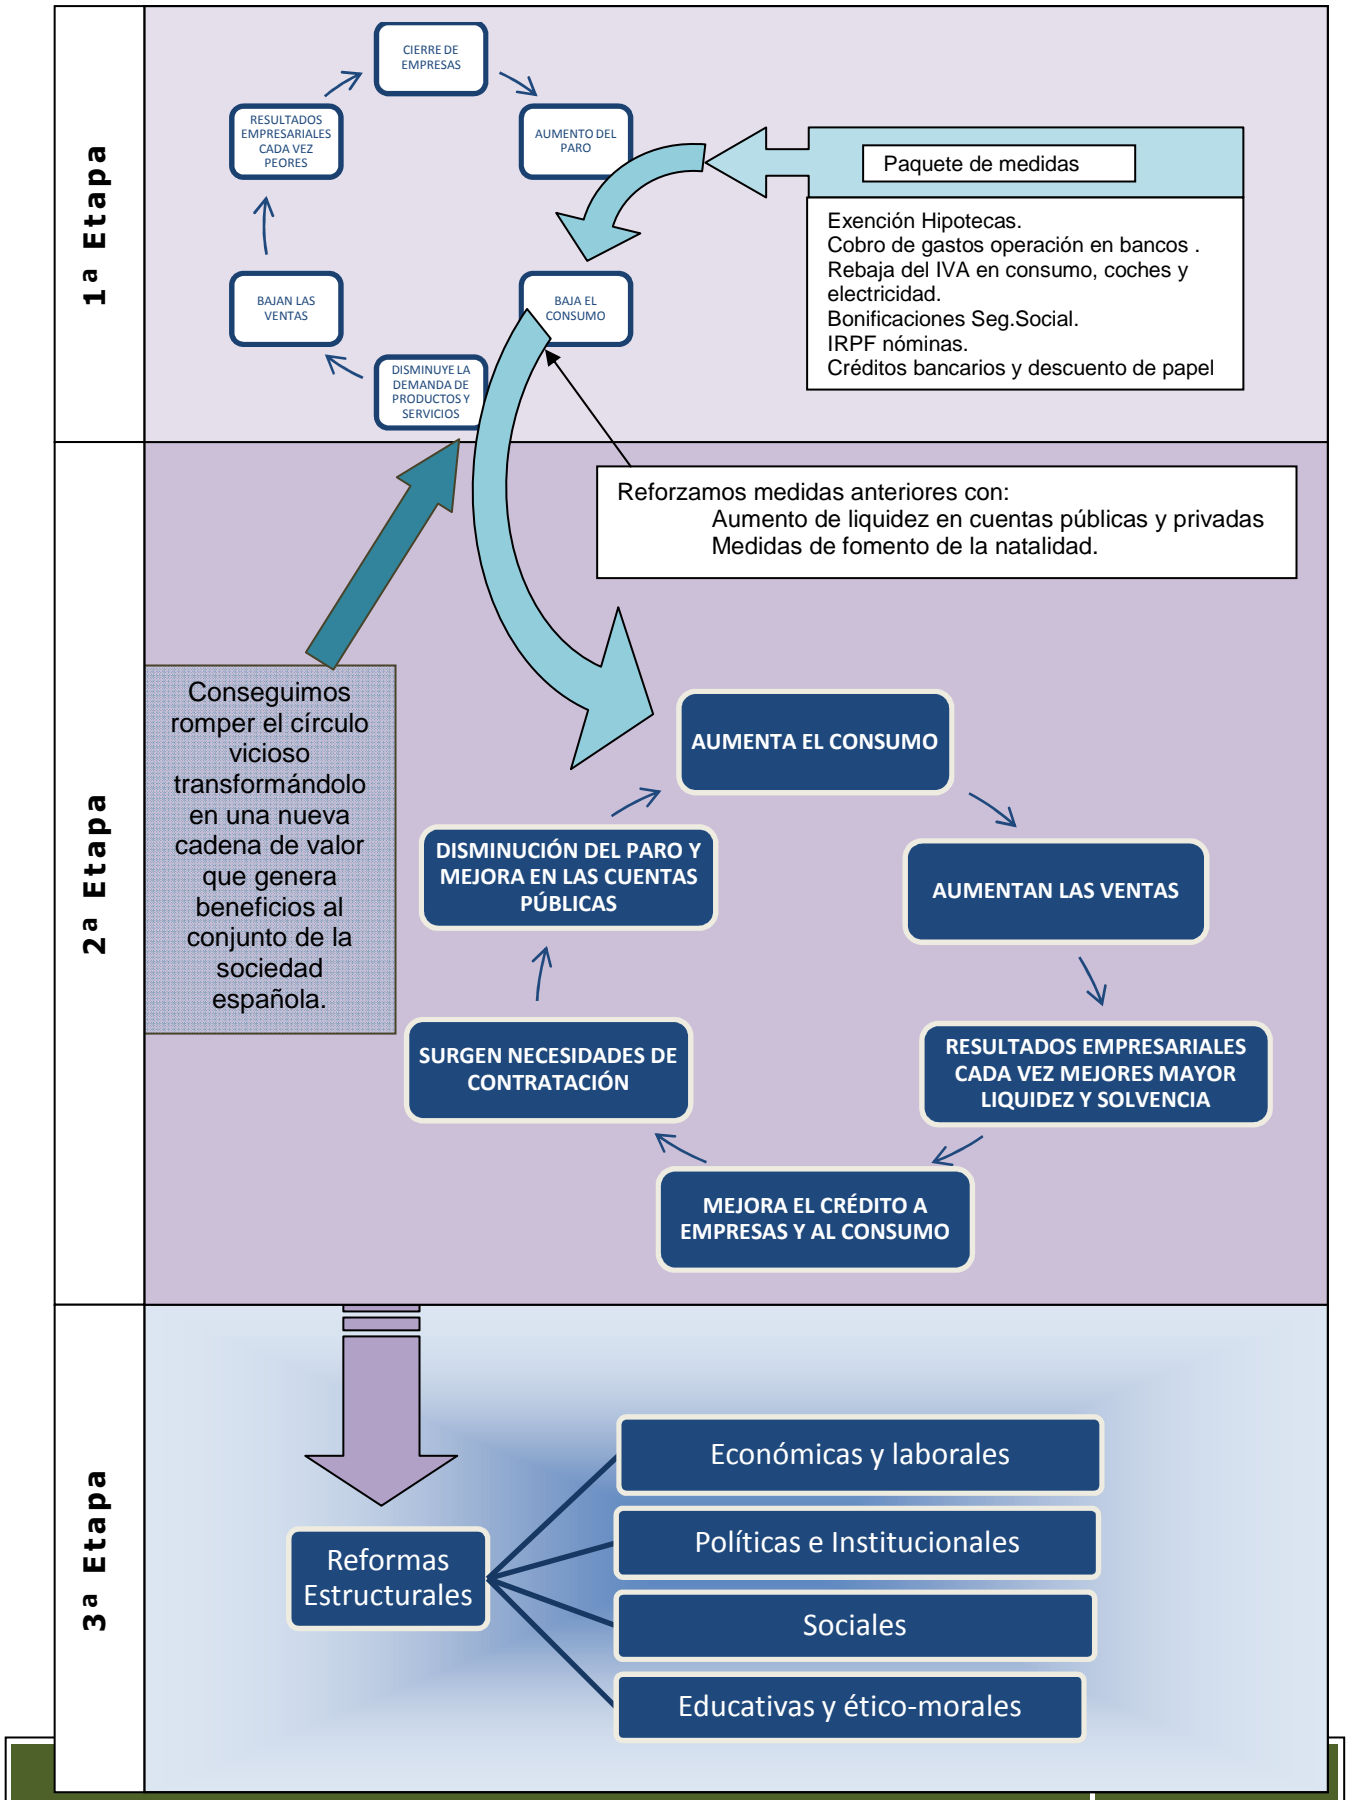 1ª Etapa
CIERRE DE
EMPRESAS
AUMENTO DEL
PARO
BAJA EL
CONSUMO
DISMINUYE LA
DEMANDA DE
PRODUCTOS Y
SERVICIOS
BAJAN LAS
VENTAS
RESULTADOS
EMPRESARIALES
CADA VEZ
PEORES
Paquete de medidas
Exención Hipotecas.
Cobro de gastos operación en bancos .
Rebaja del IVA en consumo, coches y
electricidad.
Bonificaciones Seg.Social.
IRPF nóminas.
Créditos bancarios y descuento de papel
2ª Etapa
Reforzamos medidas anteriores con:
Aumento de liquidez en cuentas públicas y privadas
Medidas de fomento de la natalidad.
Conseguimos
romper el círculo
vicioso
transformándolo
en una nueva
cadena de valor
que genera
beneficios al
conjunto de la
sociedad
española.
AUMENTA EL CONSUMO
AUMENTAN LAS VENTAS
RESULTADOS EMPRESARIALES
CADA VEZ MEJORES MAYOR
LIQUIDEZ Y SOLVENCIA
MEJORA EL CRÉDITO A
EMPRESAS Y AL CONSUMO
SURGEN NECESIDADES DE
CONTRATACIÓN
DISMINUCIÓN DEL PARO Y
MEJORA EN LAS CUENTAS
PÚBLICAS
3ª Etapa
Reformas
Estructurales
Económicas y laborales
Políticas e Institucionales
Sociales
Educativas y ético-morales